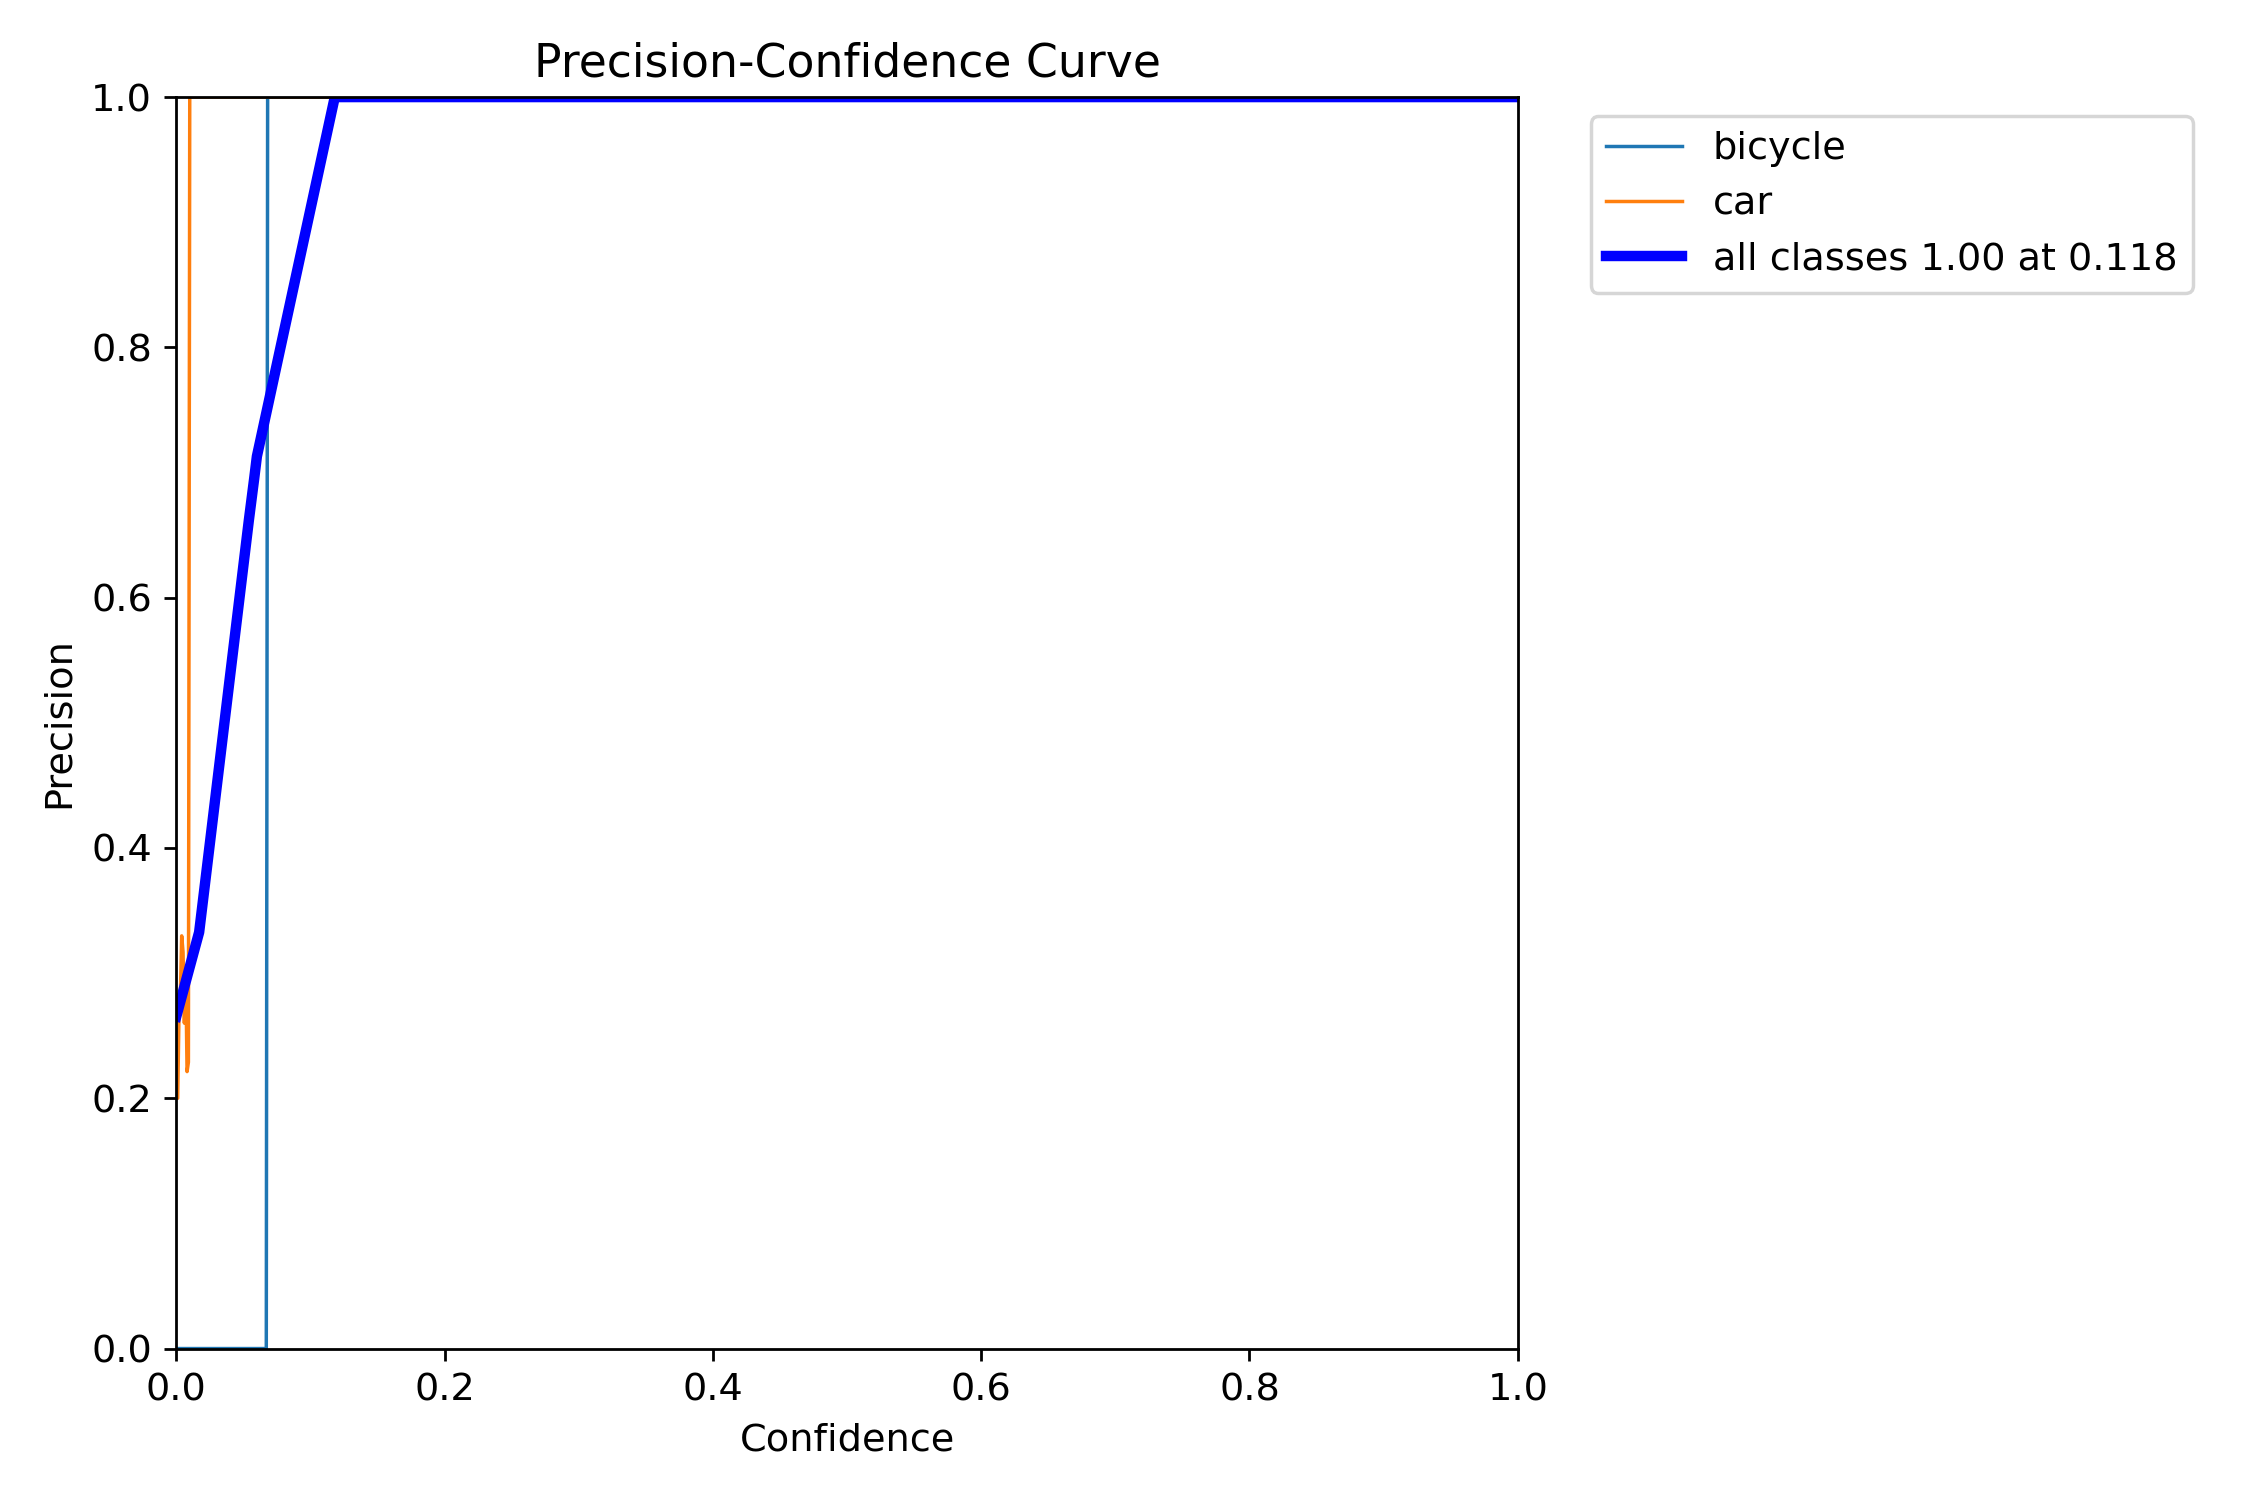 Precision-Confidence Curve
1.0
0.8
0.6
0.4
0.2
0.0
Precision
0.0 0.2 0.4 0.6 0.8 1.0
Confidence
bicycle
car
all classes 1.00 at 0.118